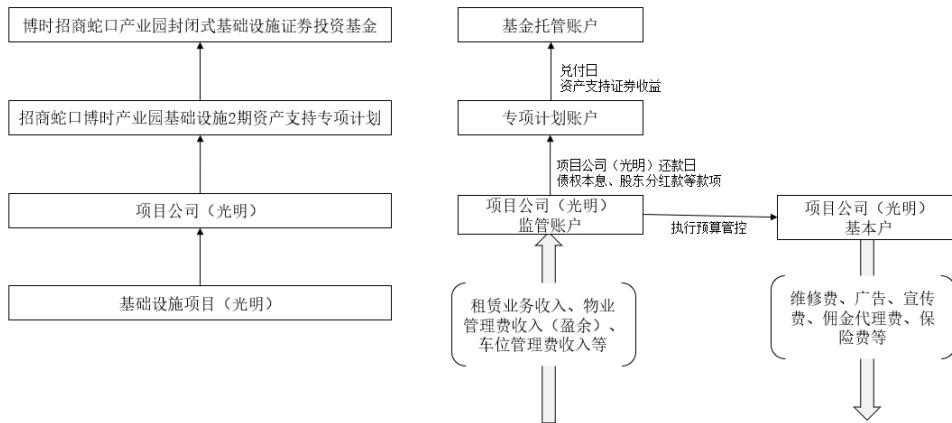 博时招商蛇口产业园封闭式基础设施证券投资基金
招商蛇口博时产业园基础设施2期资产支持专项计划
项目公司（光明）
基础设施项目（光明）
基金托管账户
兑付日
资产支持证券收益
专项计划账户
项目公司（光明）还款日
债权本息、股东分红款等款项
项目公司（光明）
监管账户
执行预算管控
项目公司（光明）
基本户
租赁业务收入、物业
管理费收入（盈余）、
车位管理费收入等
维修费、广告、宣传
费、佣金代理费、保
险费等